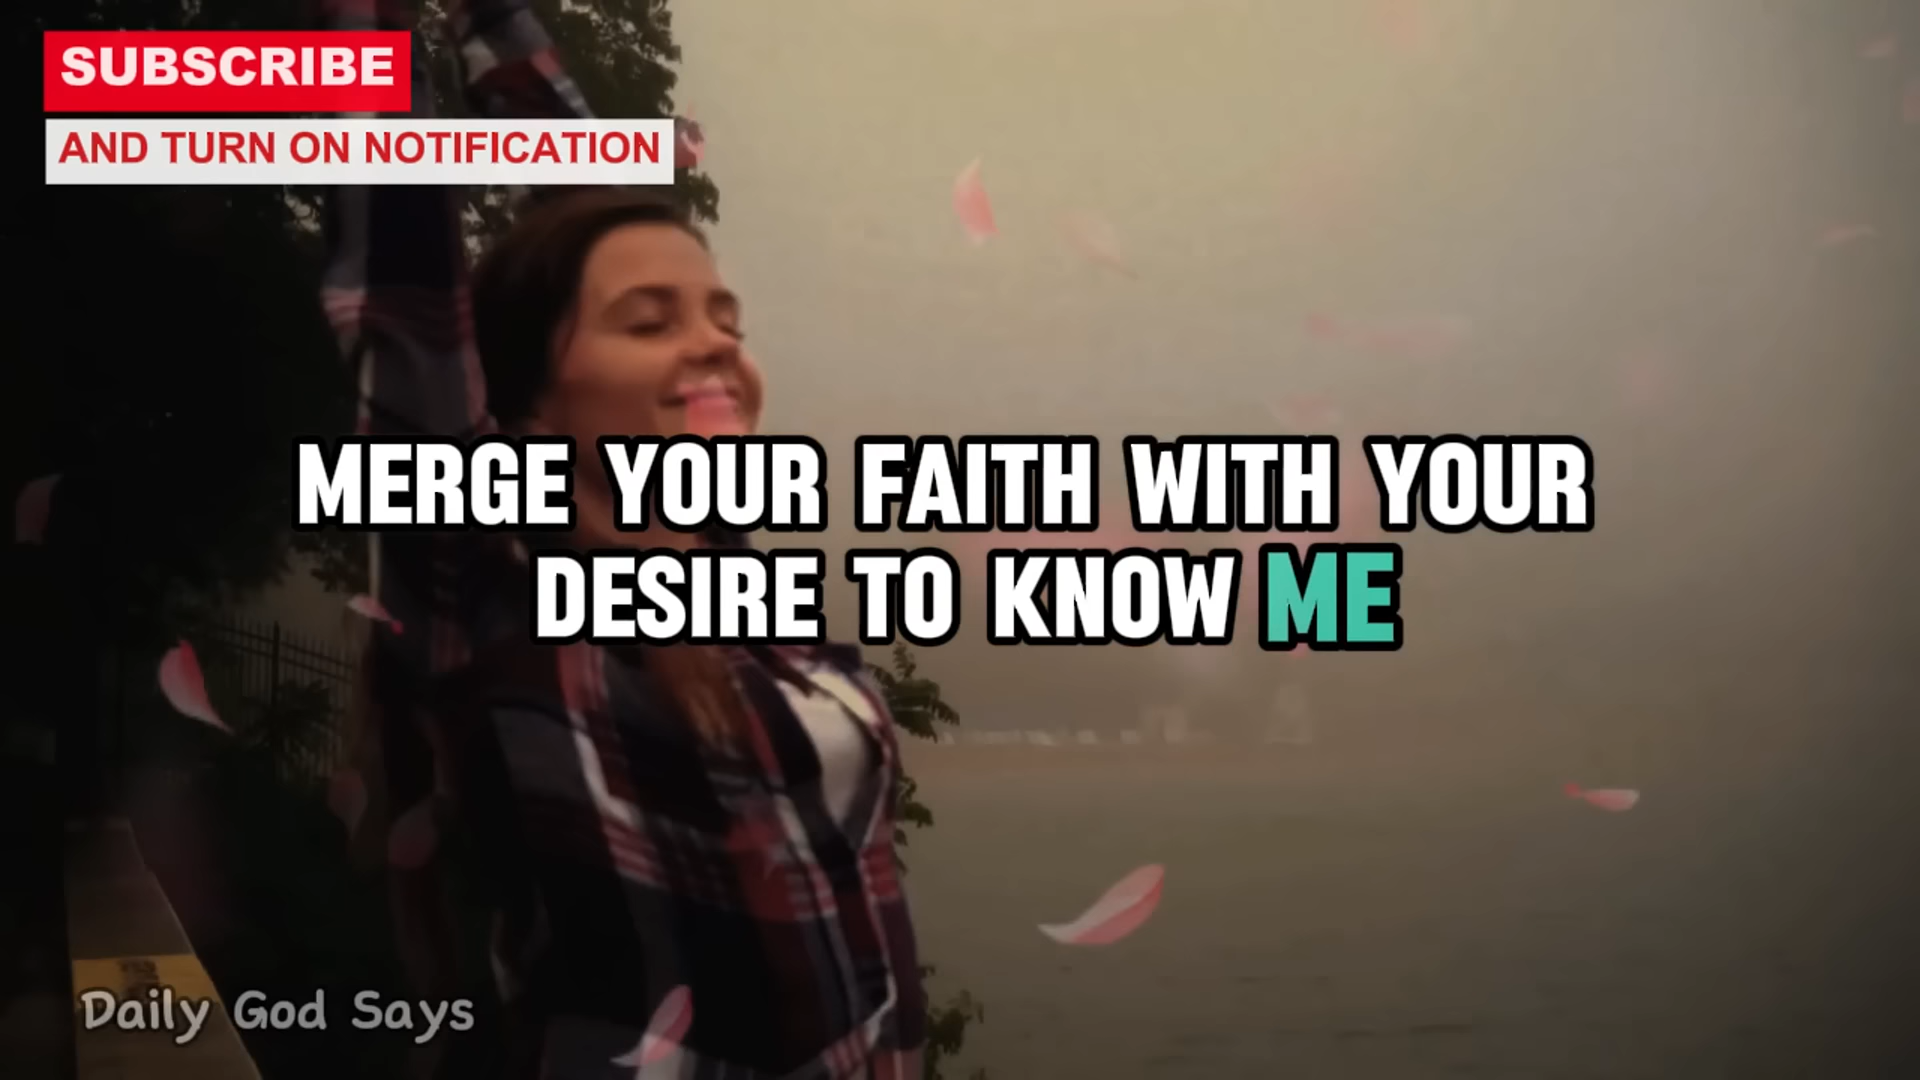 SUBSCRIBE
AND TURN ON NOTIFICATION
MERGE YOUR FAITH WITH YOUR
DESIRE TO KNOW ME
Daily God Says